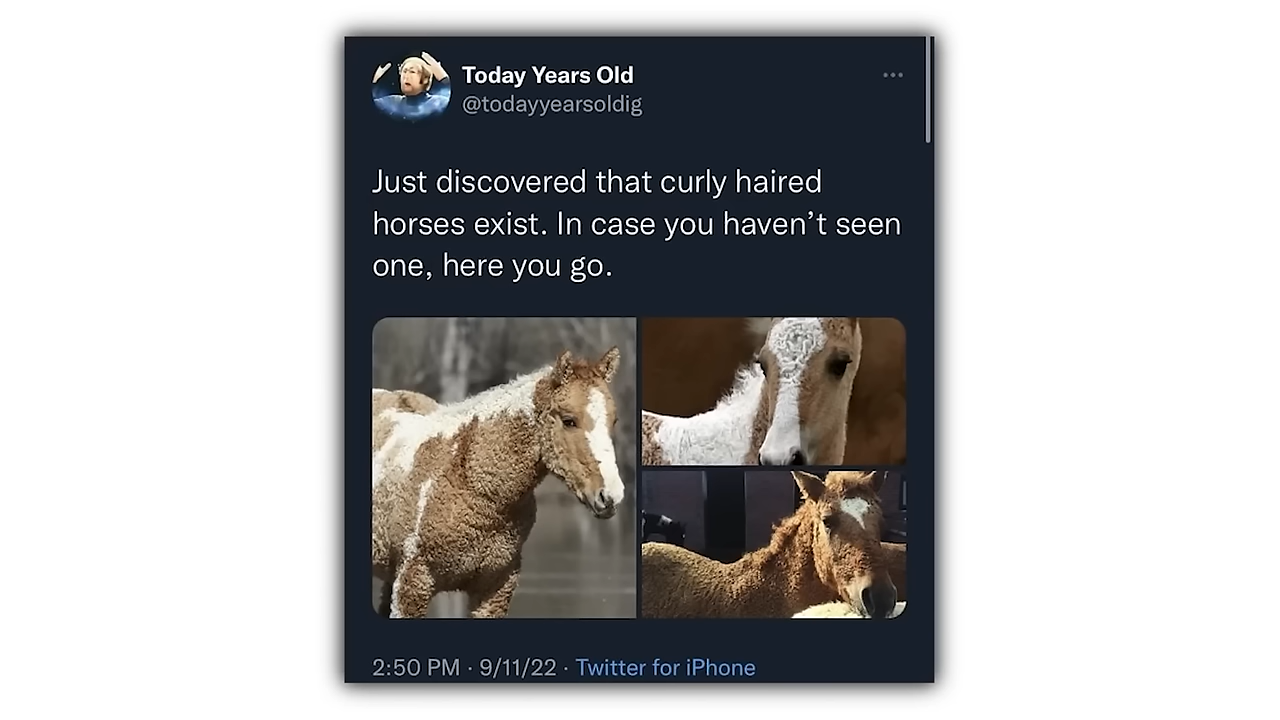 Today Years Old
@todayyearsoldig
Just discovered that curly haired
horses exist. In case you haven’t seen
one, here you go.
2:50 PM · 9/11/22 · Twitter for iPhone